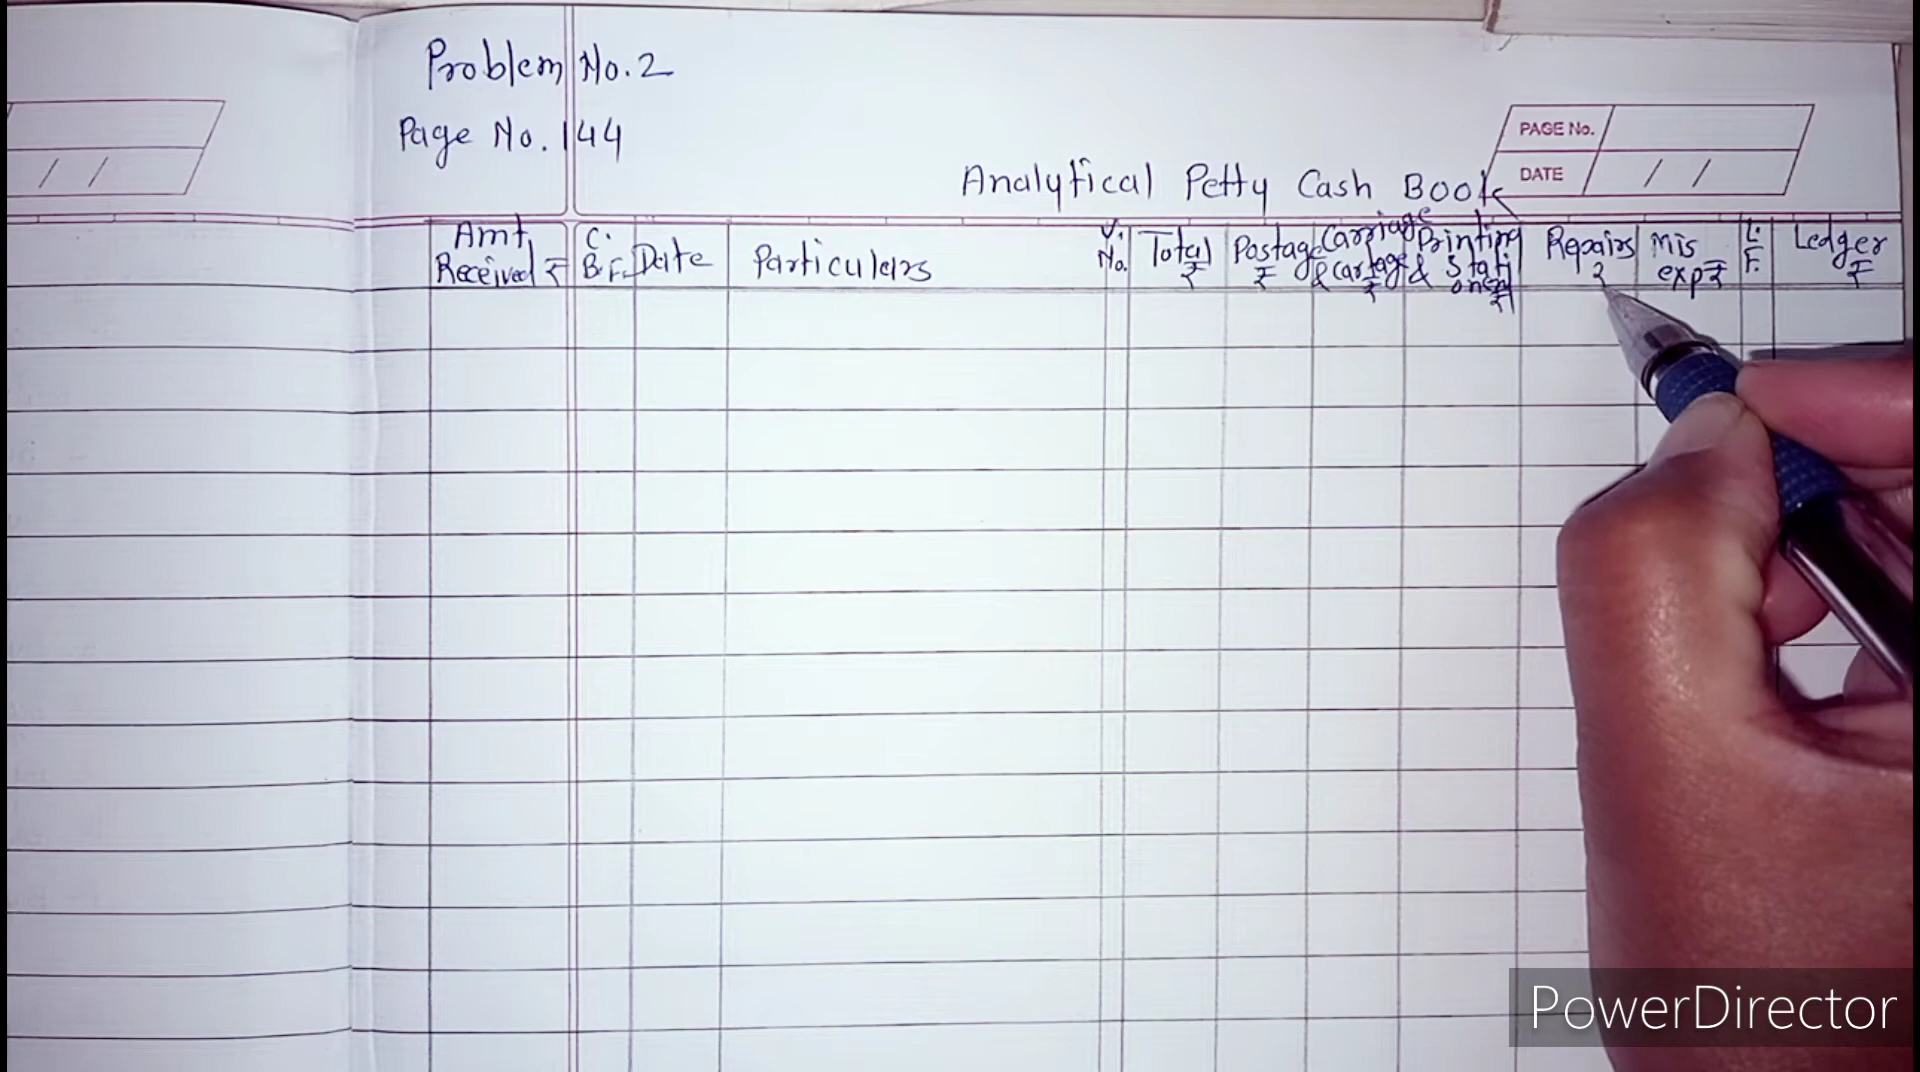 Problem No. 2
Page No. 144
PAGE No.
DATE / /
/ /
Analytical Petty Cash Book
Amt Received ₹
C. B. F.
Date
Particulars
V. No.
Total ₹
Postage ₹
Carriage & Cartage ₹
Printing & Stationery ₹
Repairs ₹
Mis exp ₹
L. F.
Ledger ₹
PowerDirector